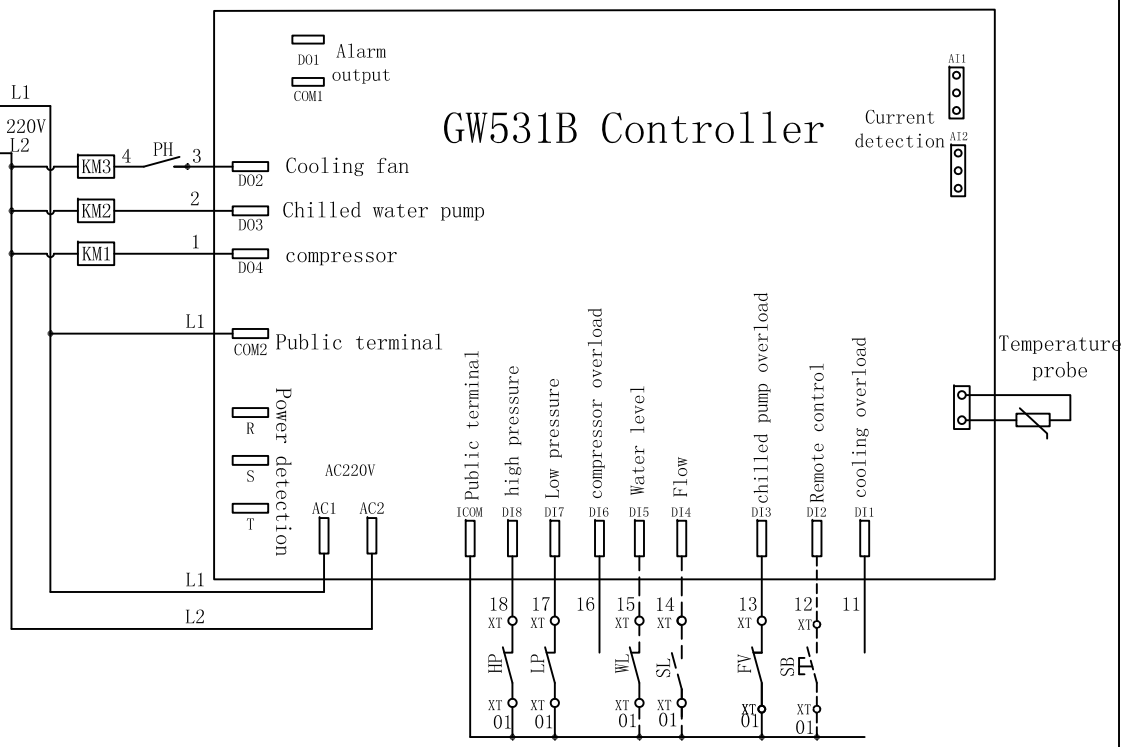 GW531B Controller
DO1
Alarm
output
COM1
L1
220V
L2
KM3
4
PH
3
DO2
Cooling fan
KM2
2
DO3
Chilled water pump
KM1
1
DO4
compressor
L1
COM2
Public terminal
R
S
T
Power detection
AC220V
AC1
AC2
L1
L2
AI1
Current
detection
AI2
Temperature
probe
Public terminal
high pressure
Low pressure
compressor overload
Water level
Flow
chilled pump overload
Remote control
cooling overload
ICOM
DI8
DI7
DI6
DI5
DI4
DI3
DI2
DI1
18
17
16
15
14
13
12
11
XT
XT
XT
XT
XT
XT
HP
LP
WL
SL
FV
SB
XT
XT
XT
XT
XT
XT
01
01
01
01
01
01